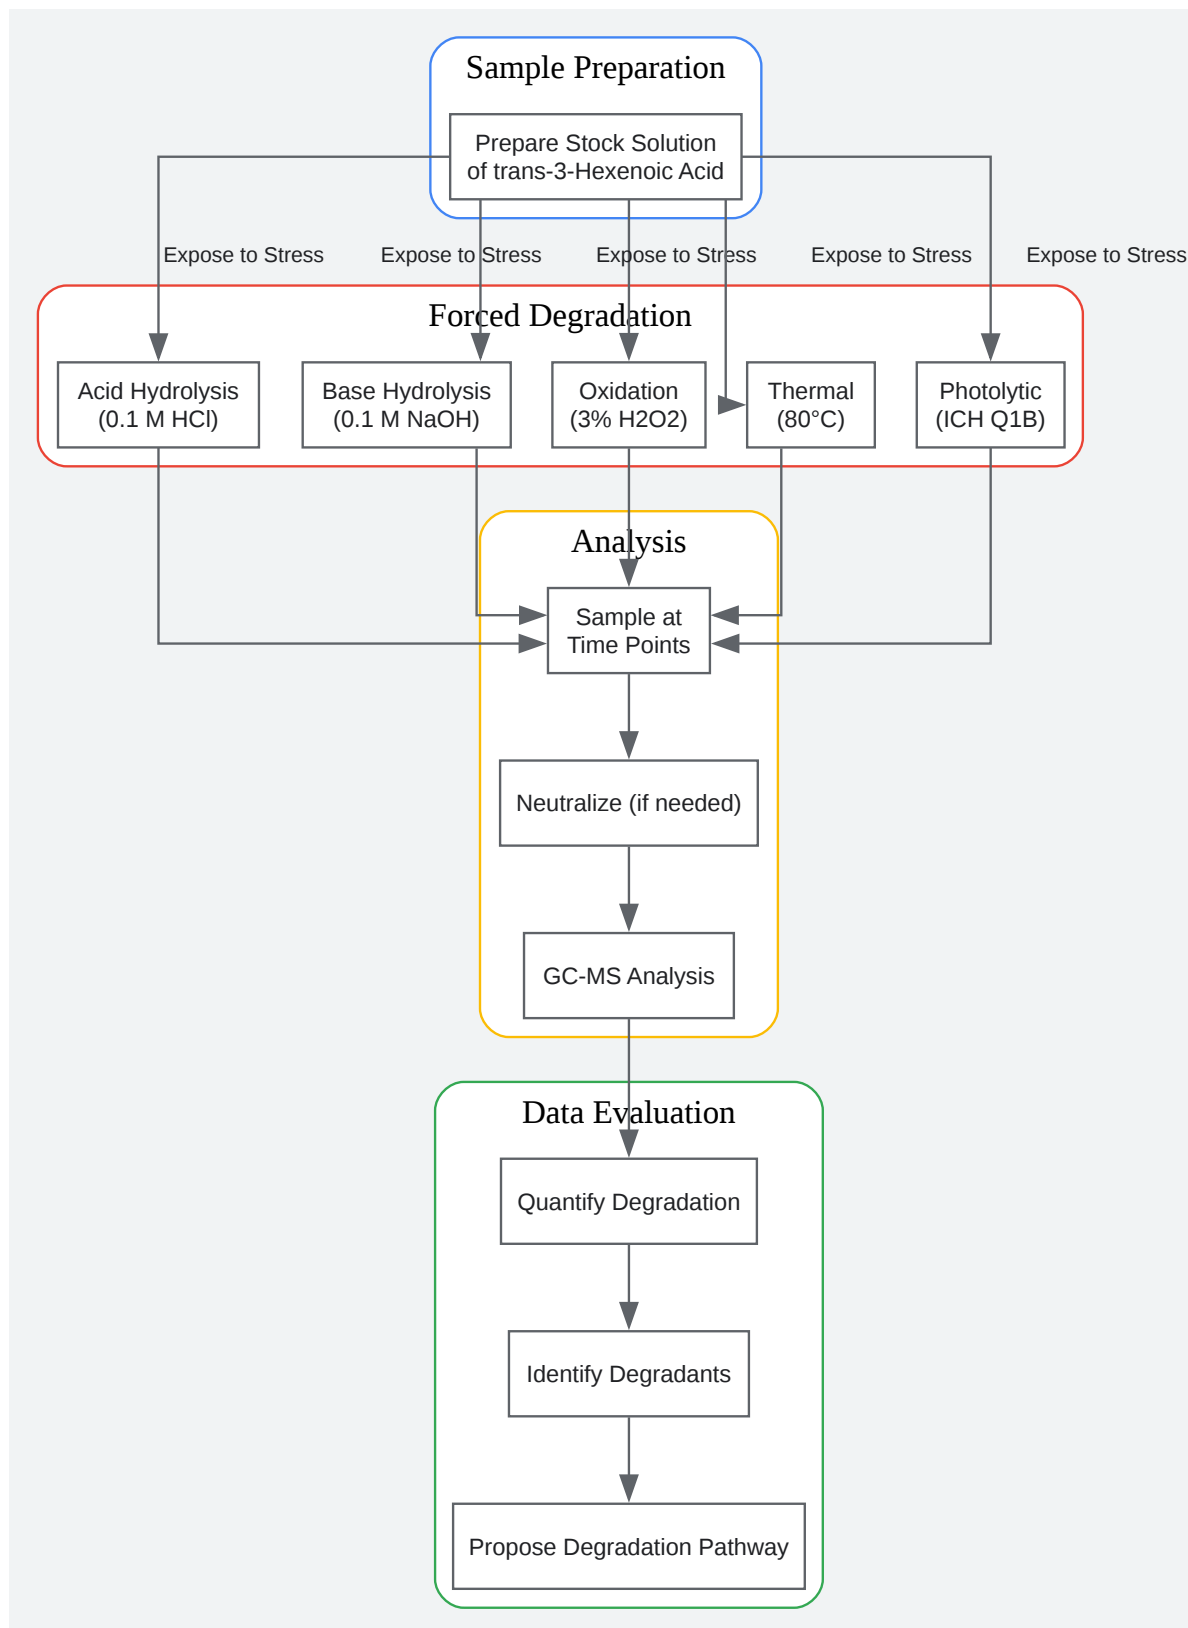 Sample Preparation
Prepare Stock Solution
of trans-3-Hexenoic Acid
Expose to Stress
Expose to Stress
Expose to Stress
Expose to Stress
Expose to Stress
Forced Degradation
Acid Hydrolysis
(0.1 M HCl)
Base Hydrolysis
(0.1 M NaOH)
Oxidation
(3% H2O2)
Thermal
(80°C)
Photolytic
(ICH Q1B)
Analysis
Sample at
Time Points
Neutralize (if needed)
GC-MS Analysis
Data Evaluation
Quantify Degradation
Identify Degradants
Propose Degradation Pathway